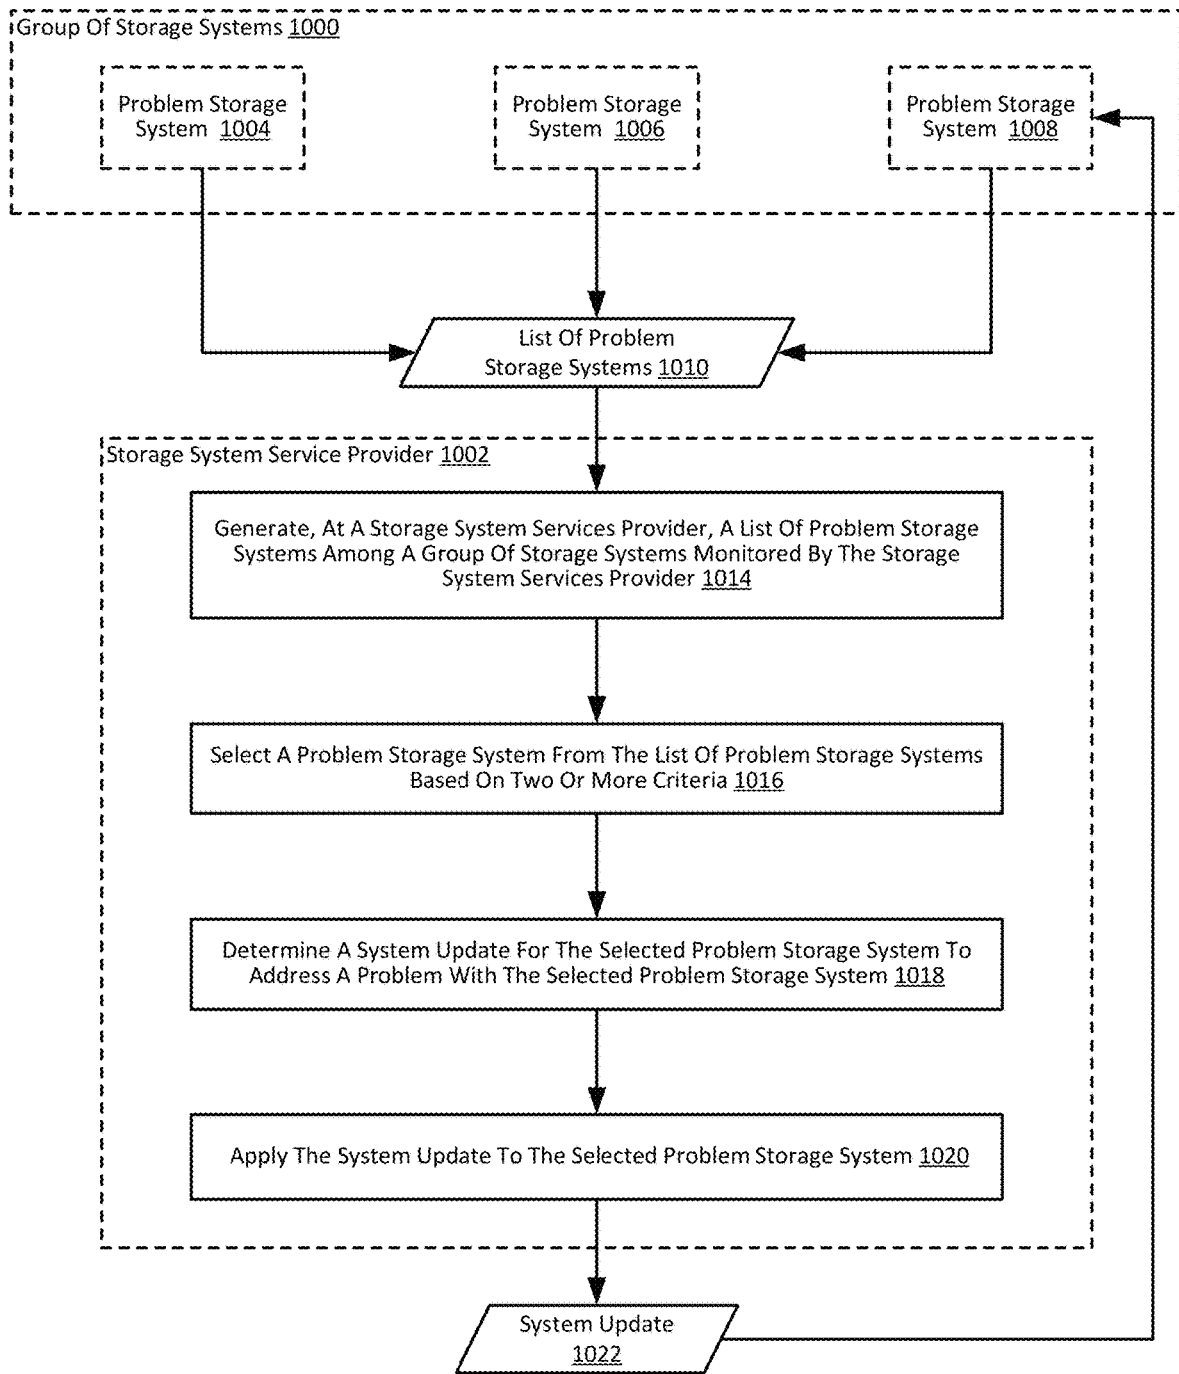 Group Of Storage Systems 1000
Problem Storage
System 1004
Problem Storage
System 1006
Problem Storage
System 1008
List Of Problem
Storage Systems 1010
Storage System Service Provider 1002
Generate, At A Storage System Services Provider, A List Of Problem Storage
Systems Among A Group Of Storage Systems Monitored By The Storage
System Services Provider 1014
Select A Problem Storage System From The List Of Problem Storage Systems
Based On Two Or More Criteria 1016
Determine A System Update For The Selected Problem Storage System To
Address A Problem With The Selected Problem Storage System 1018
Apply The System Update To The Selected Problem Storage System 1020
System Update
1022